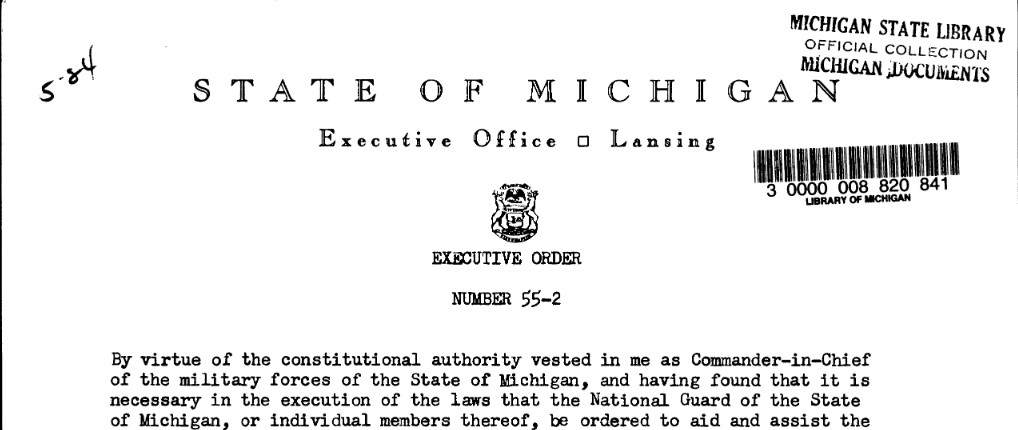 MICHIGAN STATE LIBRARY
OFFICIAL COLLECTION
MICHIGAN DOCUMENTS
5-84
STATE OF MICHIGAN
Executive Office □ Lansing
3 0000 008 820 841
LIBRARY OF MICHIGAN
EXECUTIVE ORDER
NUMBER 55-2
By virtue of the constitutional authority vested in me as Commander-in-Chief
of the military forces of the State of Michigan, and having found that it is
necessary in the execution of the laws that the National Guard of the State
of Michigan, or individual members thereof, be ordered to aid and assist the